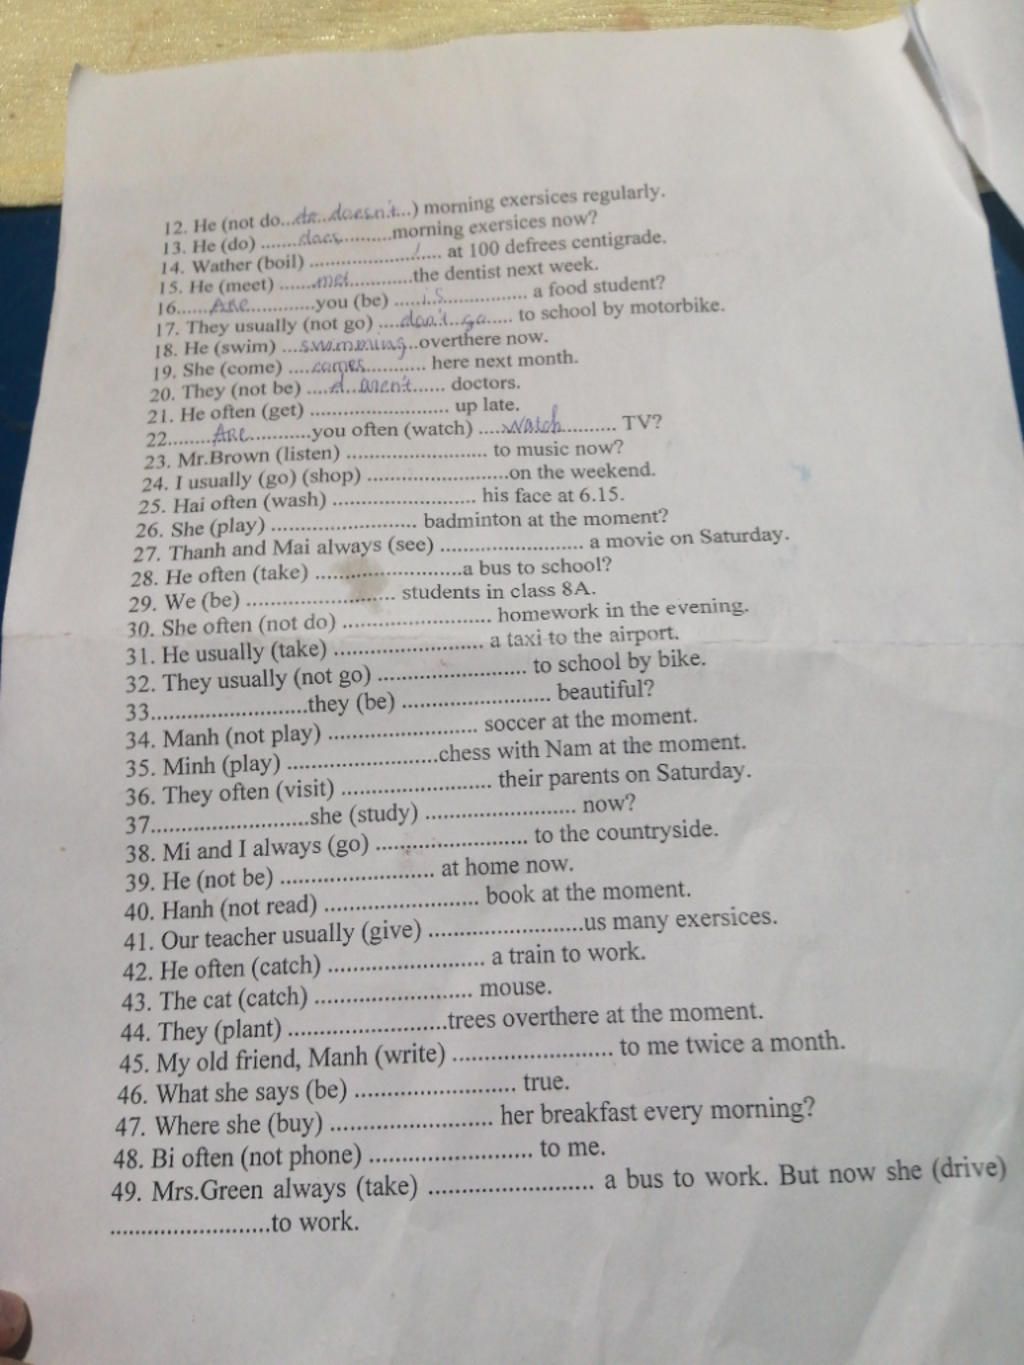 12. He (not do...do..doesn't...) morning exersices regularly.
13. He (do) .......does...........morning exersices now?
14. Wather (boil) ......................./.... at 100 defrees centigrade.
15. He (meet) .......met.............the dentist next week.
16......Are............you (be) .....is................ a food student?
17. They usually (not go) ....don't..go..... to school by motorbike.
18. He (swim) ...swimming..overthere now.
19. She (come) ....comes............ here next month.
20. They (not be) ....aren't...... doctors.
21. He often (get) .......................... up late.
22........Are............you often (watch) ....watch........... TV?
23. Mr.Brown (listen) .......................... to music now?
24. I usually (go) (shop) ..........................on the weekend.
25. Hai often (wash) .......................... his face at 6.15.
26. She (play) .......................... badminton at the moment?
27. Thanh and Mai always (see) .......................... a movie on Saturday.
28. He often (take) ..........................a bus to school?
29. We (be) .......................... students in class 8A.
30. She often (not do) .......................... homework in the evening.
31. He usually (take) .......................... a taxi to the airport.
32. They usually (not go) .......................... to school by bike.
33..........................they (be) .......................... beautiful?
34. Manh (not play) .......................... soccer at the moment.
35. Minh (play) ..........................chess with Nam at the moment.
36. They often (visit) .......................... their parents on Saturday.
37..........................she (study) .......................... now?
38. Mi and I always (go) .......................... to the countryside.
39. He (not be) .......................... at home now.
40. Hanh (not read) .......................... book at the moment.
41. Our teacher usually (give) ..........................us many exersices.
42. He often (catch) .......................... a train to work.
43. The cat (catch) .......................... mouse.
44. They (plant) ..........................trees overthere at the moment.
45. My old friend, Manh (write) .......................... to me twice a month.
46. What she says (be) .......................... true.
47. Where she (buy) .......................... her breakfast every morning?
48. Bi often (not phone) .......................... to me.
49. Mrs.Green always (take) .......................... a bus to work. But now she (drive)
..........................to work.